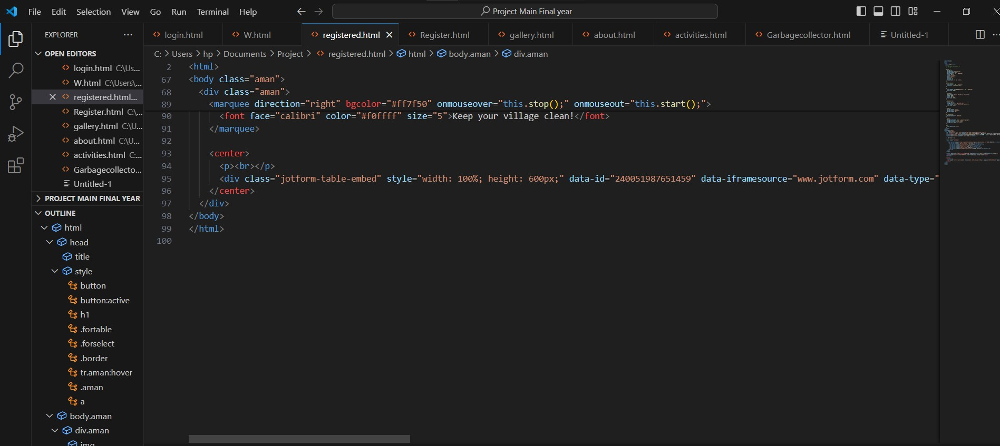 File Edit Selection View Go Run Terminal Help
Project Main Final year
EXPLORER
OPEN EDITORS
login.html C:\Us...
W.html C:\Users\...
registered.html...
Register.html C:\...
gallery.html C:\U...
about.html C:\U...
activities.html C:...
Garbagecollecto...
Untitled-1
PROJECT MAIN FINAL YEAR
OUTLINE
html
head
title
style
button
button:active
h1
.fortable
.forselect
.border
tr.aman:hover
.aman
a
body.aman
div.aman
img
login.html W.html registered.html Register.html gallery.html about.html activities.html Garbagecollector.html Untitled-1
C: > Users > hp > Documents > Project > registered.html > html > body.aman > div.aman
2 <html>
67 <body class="aman">
68 <div class="aman">
89 <marquee direction="right" bgcolor="#ff7f50" onmouseover="this.stop();" onmouseout="this.start();">
90 <font face="calibri" color="#f0ffff" size="5">Keep your village clean!</font>
91 </marquee>
92
93 <center>
94 <p><br></p>
95 <div class="jotform-table-embed" style="width: 100%; height: 600px;" data-id="240051987651459" data-iframesource="www.jotform.com" data-type="
96 </center>
97 </div>
98 </body>
99 </html>
100